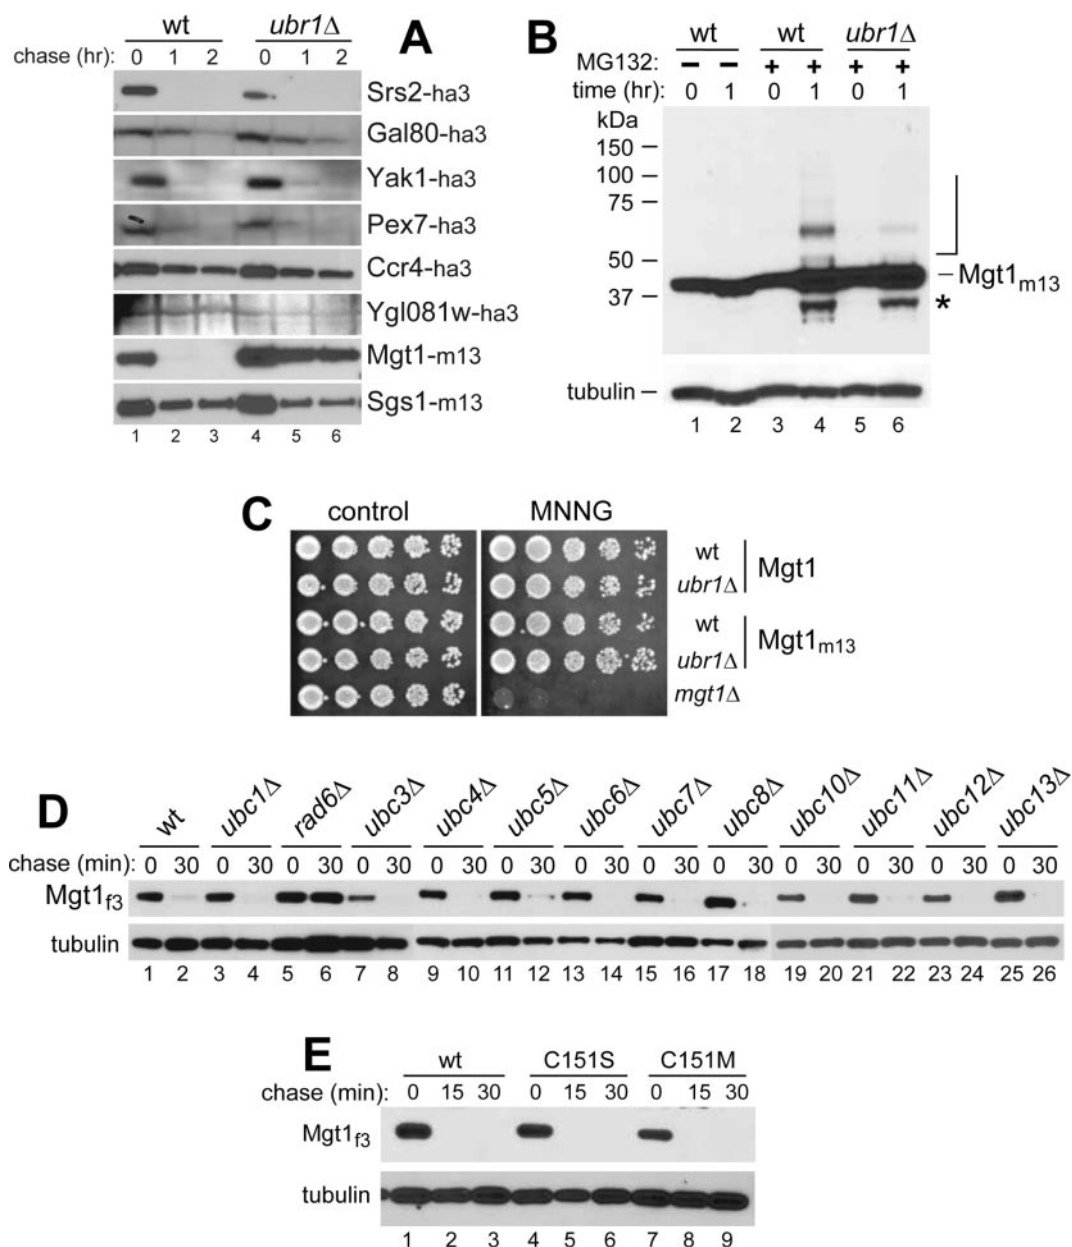 A
wt ubr1Δ
chase (hr): 0 1 2 0 1 2
Srs2-ha3
Gal80-ha3
Yak1-ha3
Pex7-ha3
Ccr4-ha3
Ygl081w-ha3
Mgt1-m13
Sgs1-m13
1 2 3 4 5 6
B
wt wt ubr1Δ
MG132: − − + + + +
time (hr): 0 1 0 1 0 1
kDa
150 –
100 –
75 –
50 –
37 –
– Mgt1m13
*
tubulin –
1 2 3 4 5 6
C
control MNNG
wt
ubr1Δ
Mgt1
wt
ubr1Δ
Mgt1m13
mgt1Δ
D
wt ubc1Δ rad6Δ ubc3Δ ubc4Δ ubc5Δ ubc6Δ ubc7Δ ubc8Δ ubc10Δ ubc11Δ ubc12Δ ubc13Δ
chase (min): 0 30 0 30 0 30 0 30 0 30 0 30 0 30 0 30 0 30 0 30 0 30 0 30 0 30
Mgt1f3
tubulin
1 2 3 4 5 6 7 8 9 10 11 12 13 14 15 16 17 18 19 20 21 22 23 24 25 26
E
wt C151S C151M
chase (min): 0 15 30 0 15 30 0 15 30
Mgt1f3
tubulin
1 2 3 4 5 6 7 8 9